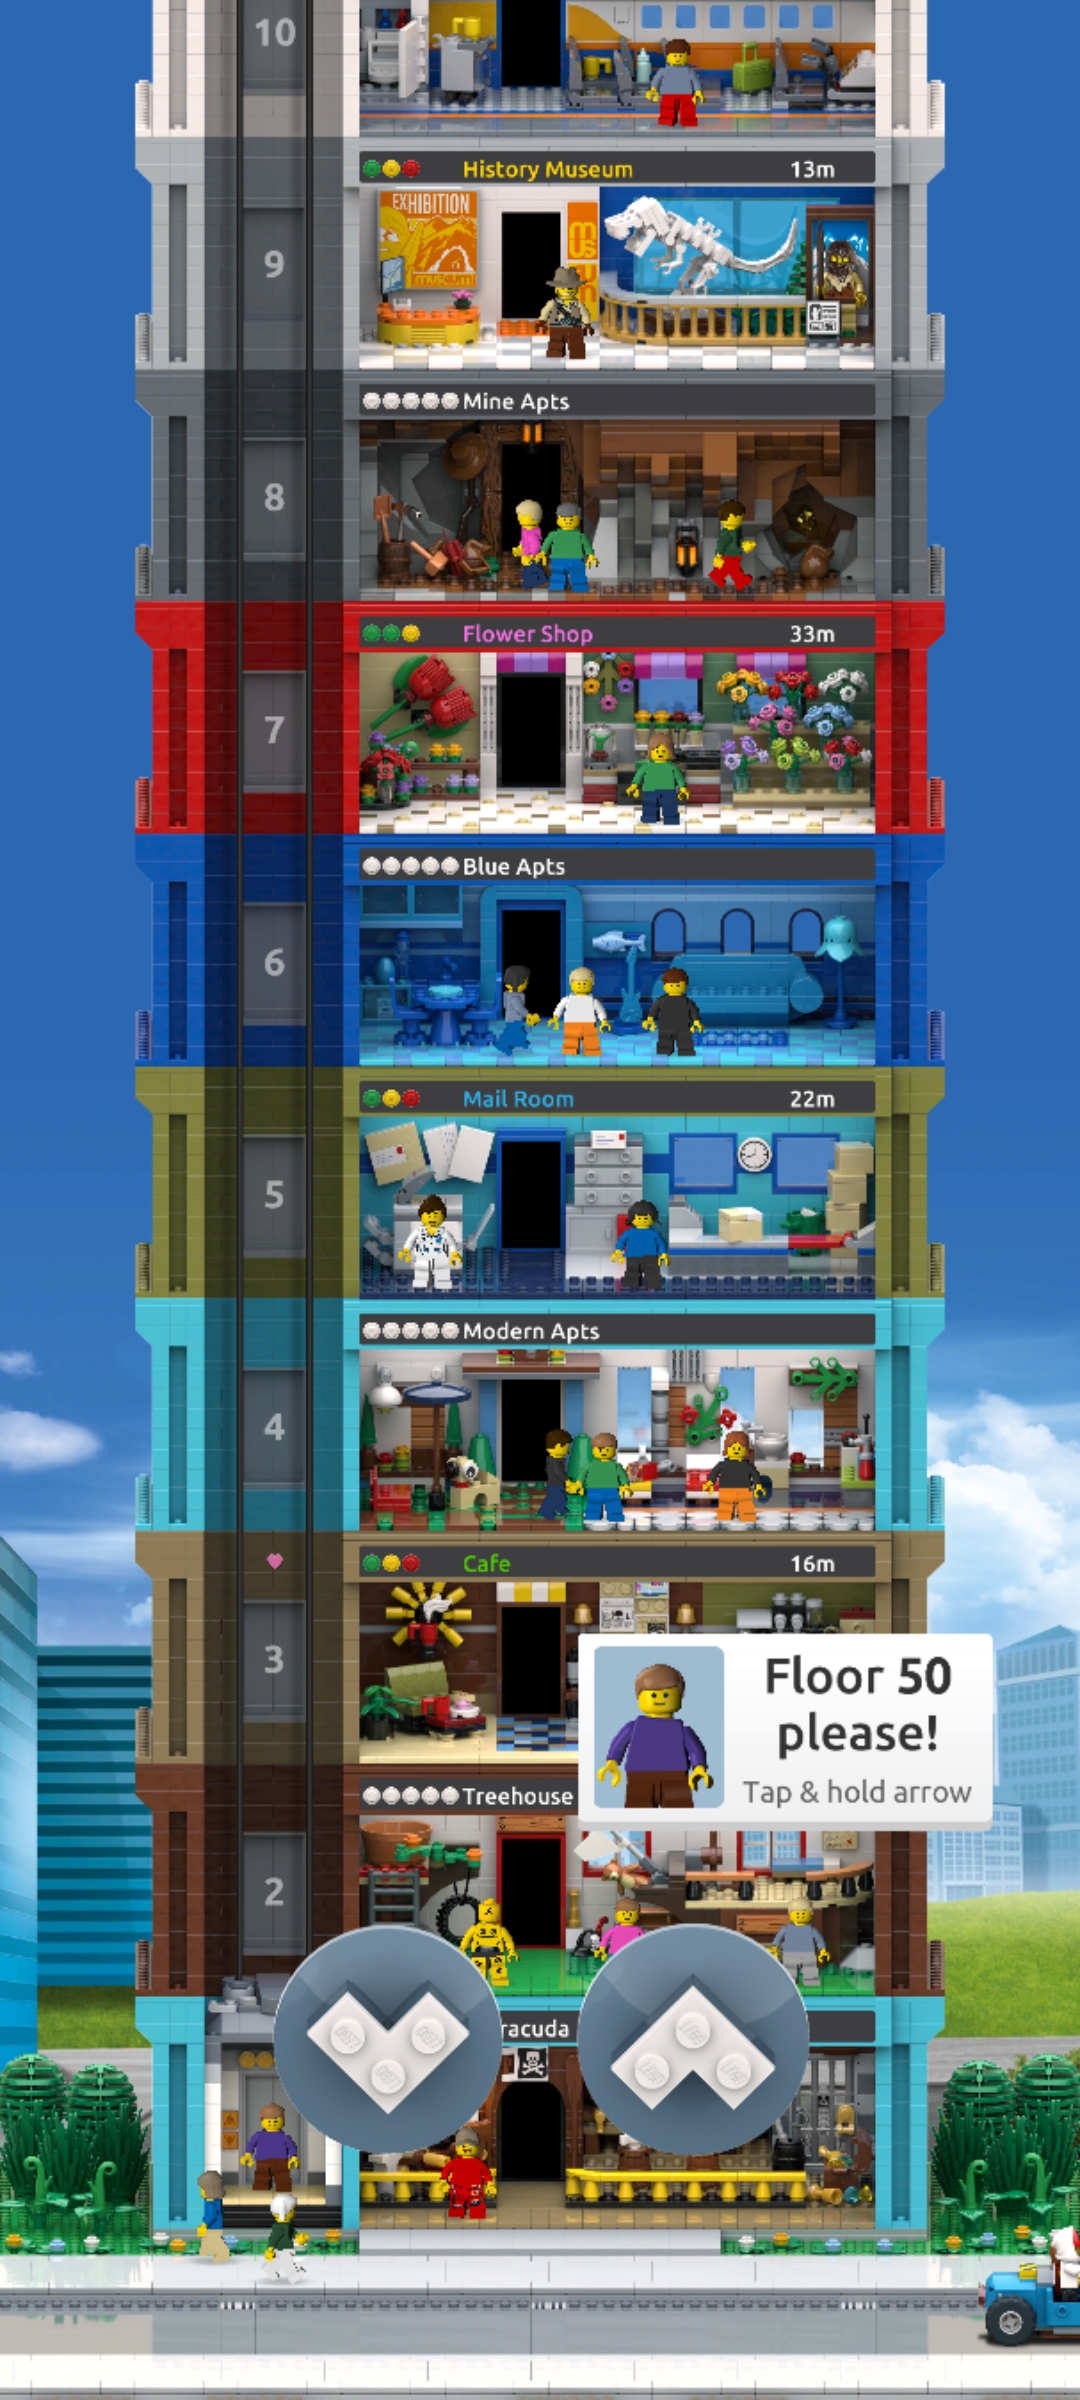 10
History Museum 13m
EXHIBITION
museum
9
Mine Apts
8
Flower Shop 33m
7
Blue Apts
6
Mail Room 22m
5
Modern Apts
4
Cafe 16m
3
Floor 50
please!
Tap & hold arrow
Treehouse
2
racuda